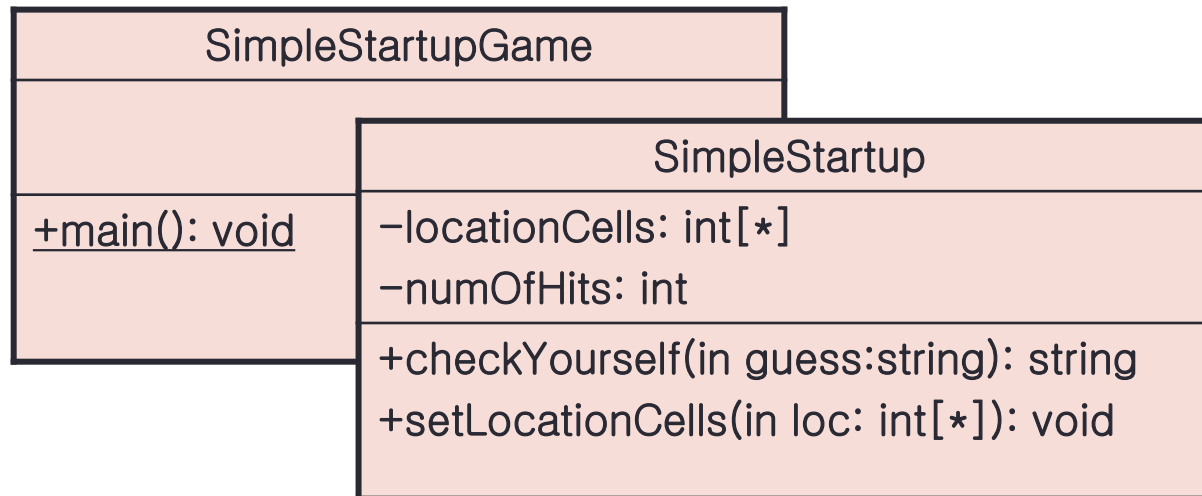 SimpleStartupGame
+main(): void
SimpleStartup
-locationCells: int[*]
-numOfHits: int
+checkYourself(in guess:string): string
+setLocationCells(in loc: int[*]): void